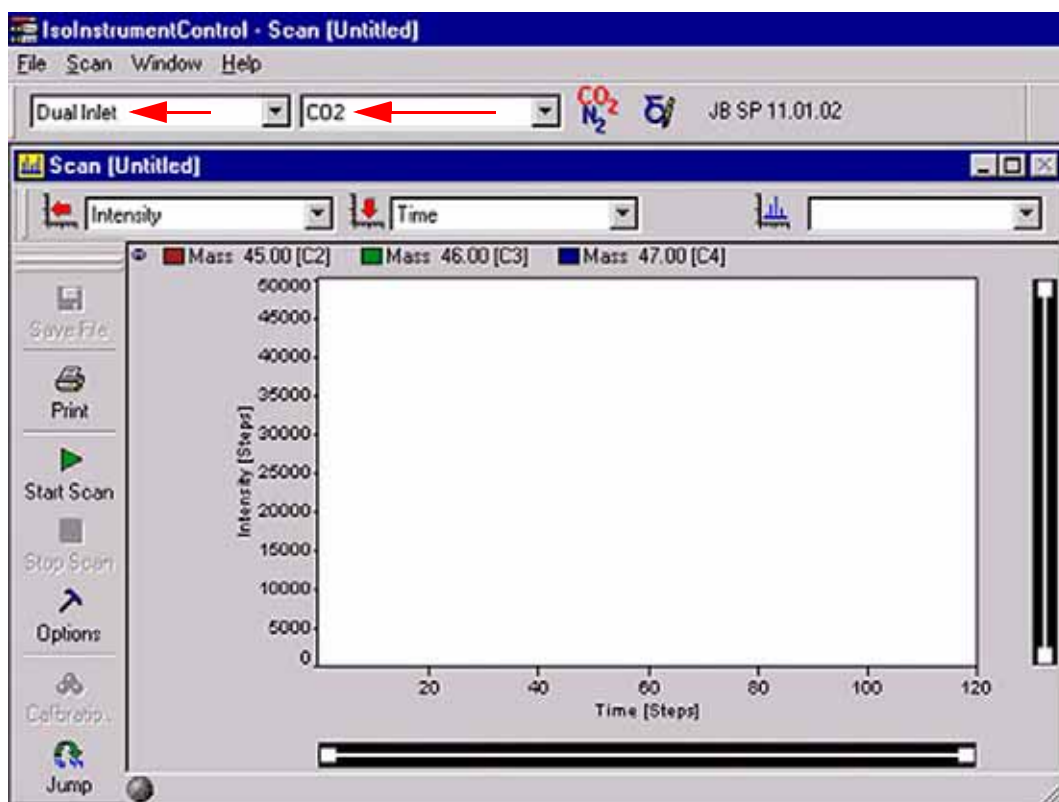 IsoInstrumentControl - Scan [Untitled]
File Scan Window Help
Dual Inlet CO2 CO2 N2 δ JB SP 11.01.02
Scan [Untitled]
Intensity Time
Mass 45.00 [C2] Mass 46.00 [C3] Mass 47.00 [C4]
Save File
Print
Start Scan
Stop Scan
Options
Calibratio..
Jump
Intensity [Steps]
50000
45000
40000
35000
30000
25000
20000
15000
10000
5000
0
20 40 60 80 100 120
Time [Steps]